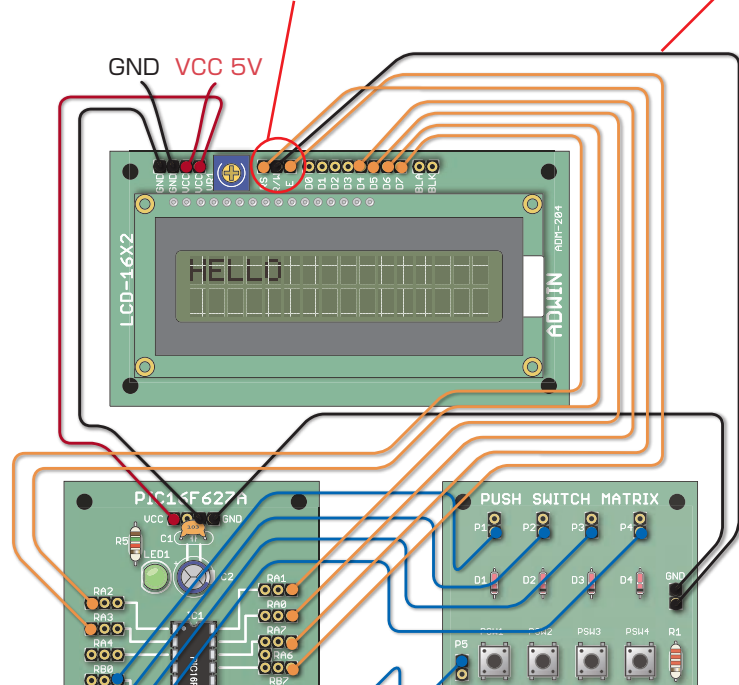 GND VCC 5V
GND
GND
VCC
VCC
VR1
RS
R/W
E
D0
D1
D2
D3
D4
D5
D6
D7
BLA
BLK
LCD-16X2
ADM-204
ADWIN
HELLO
PIC16F627A
VCC
GND
C1
103
R5
LED1
C2
RA2
RA3
RA4
RB0
IC1
RA1
RA0
RA7
RA6
RB7
PUSH SWITCH MATRIX
P1
P2
P3
P4
D1
D2
D3
D4
GND
PSW1
PSW2
PSW3
PSW4
R1
P5